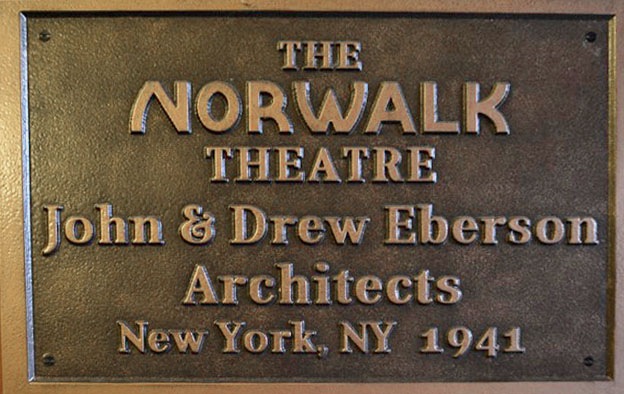 THE
NORWALK
THEATRE
John & Drew Eberson
Architects
New York, NY 1941